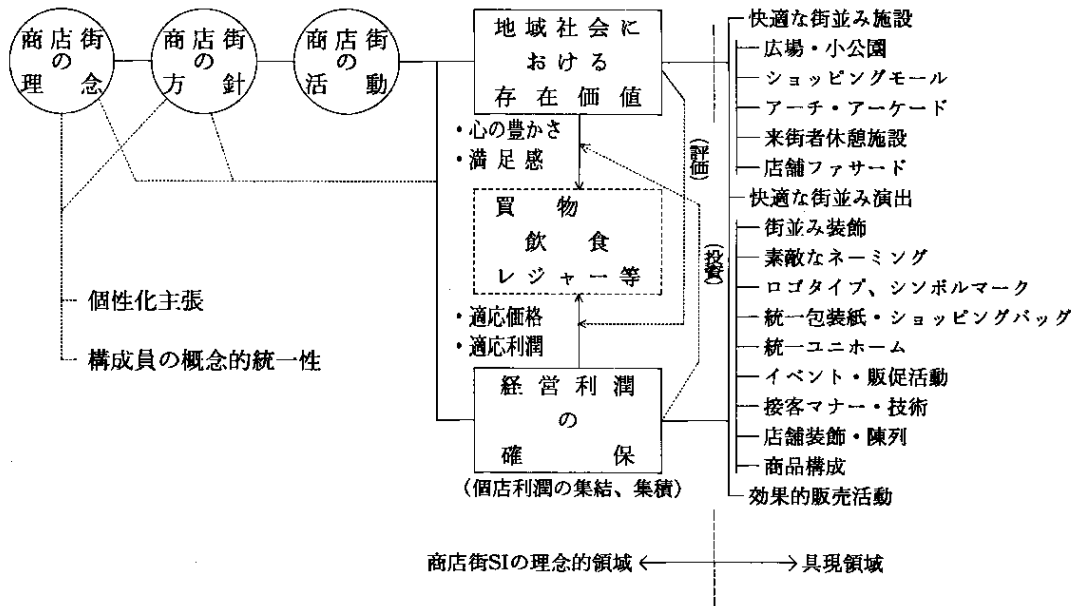 商店街
の
理念
商店街
の
方針
商店街
の
活動
地域社会に
おける
存在価値
・心の豊かさ
・満足感
買物
飲食
レジャー等
・適応価格
・適応利潤
経営利潤
の
確保
(個店利潤の集結、集積)
個性化主張
構成員の概念的統一性
(評価)
(投資)
快適な街並み施設
広場・小公園
ショッピングモール
アーチ・アーケード
来街者休憩施設
店舗ファサード
快適な街並み演出
街並み装飾
素敵なネーミング
ロゴタイプ、シンボルマーク
統一包装紙・ショッピングバッグ
統一ユニホーム
イベント・販促活動
接客マナー・技術
店舗装飾・陳列
商品構成
効果的販売活動
商店街SIの理念的領域
具現領域